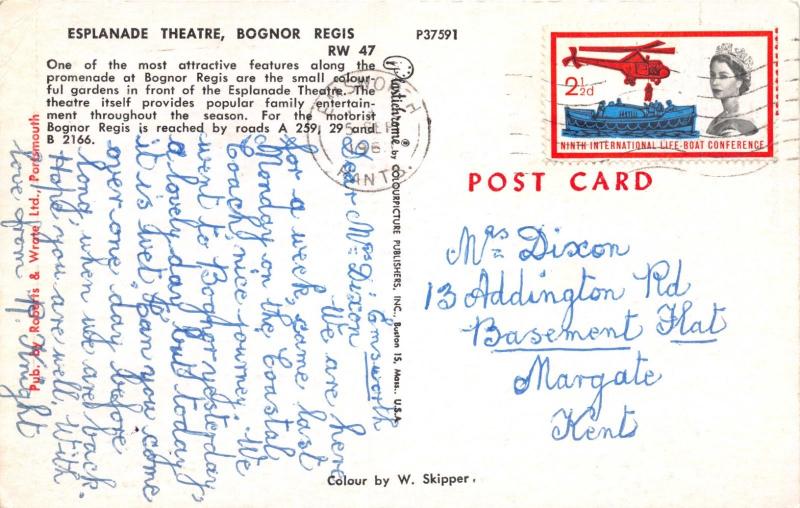 ESPLANADE THEATRE, BOGNOR REGIS
RW 47
One of the most attractive features along the
promenade at Bognor Regis are the small colour-
ful gardens in front of the Esplanade Theatre. The
theatre itself provides popular family entertain-
ment throughout the season. For the motorist
Bognor Regis is reached by roads A 259, 29 and
B 2166.
P37591
Plastichrome ® by COLOURPICTURE PUBLISHERS, INC., Boston 15, Mass., U.S.A.
Pub. by Roberts & Wrate Ltd., Portsmouth
Emsworth
Dear Mrs Dixon
We are here
for a week, came last
Monday on the Coastal
Coach, nice journey. We
went to Bognor yesterday,
a lovely day but today
it is wet. Can you come
over one day before
long, when we are back.
Hope you are well. With
love from H. Knight
Colour by W. Skipper.
HANTS.
2½d
NINTH INTERNATIONAL LIFE-BOAT CONFERENCE
POST CARD
Mrs Dixon
13 Addington Rd
Basement Flat
Margate
Kent